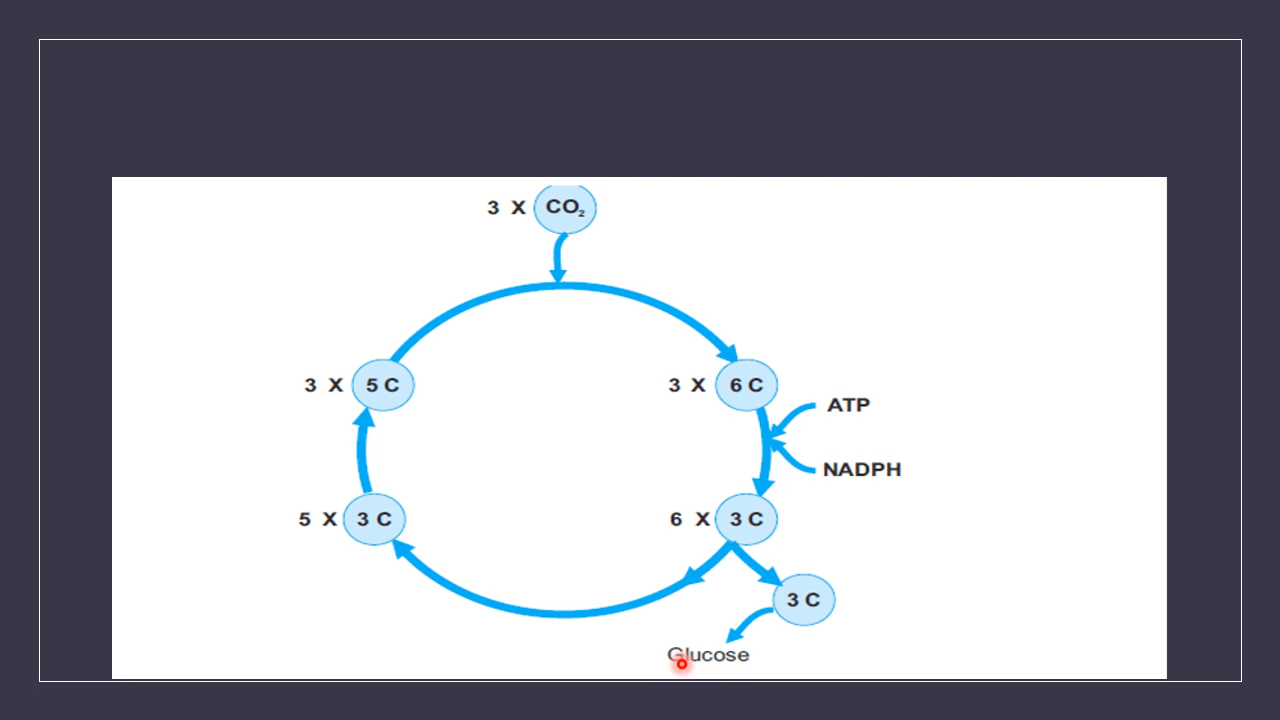 3 X CO₂
3 X 5 C
3 X 6 C
ATP
NADPH
5 X 3 C
6 X 3 C
3 C
Glucose